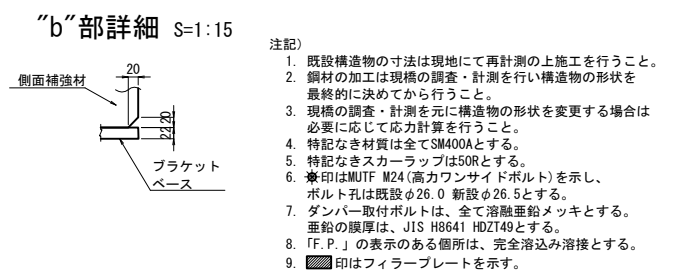 "b"部詳細 S=1:15
20
側面補強材
20
22
ブラケット
ベース
注記)
1. 既設構造物の寸法は現地にて再計測の上施工を行うこと。
2. 鋼材の加工は現橋の調査・計測を行い構造物の形状を
最終的に決めてから行うこと。
3. 現橋の調査・計測を元に構造物の形状を変更する場合は
必要に応じて応力計算を行うこと。
4. 特記なき材質は全てSM400Aとする。
5. 特記なきスカーラップは50Rとする。
6. 印はMUTF M24(高力ワンサイドボルト)を示し、
ボルト孔は既設φ26.0 新設φ26.5とする。
7. ダンパー取付ボルトは、全て溶融亜鉛メッキとする。
亜鉛の膜厚は、JIS H8641 HDZT49とする。
8. 「F.P.」の表示のある個所は、完全溶込み溶接とする。
9. 印はフィラープレートを示す。